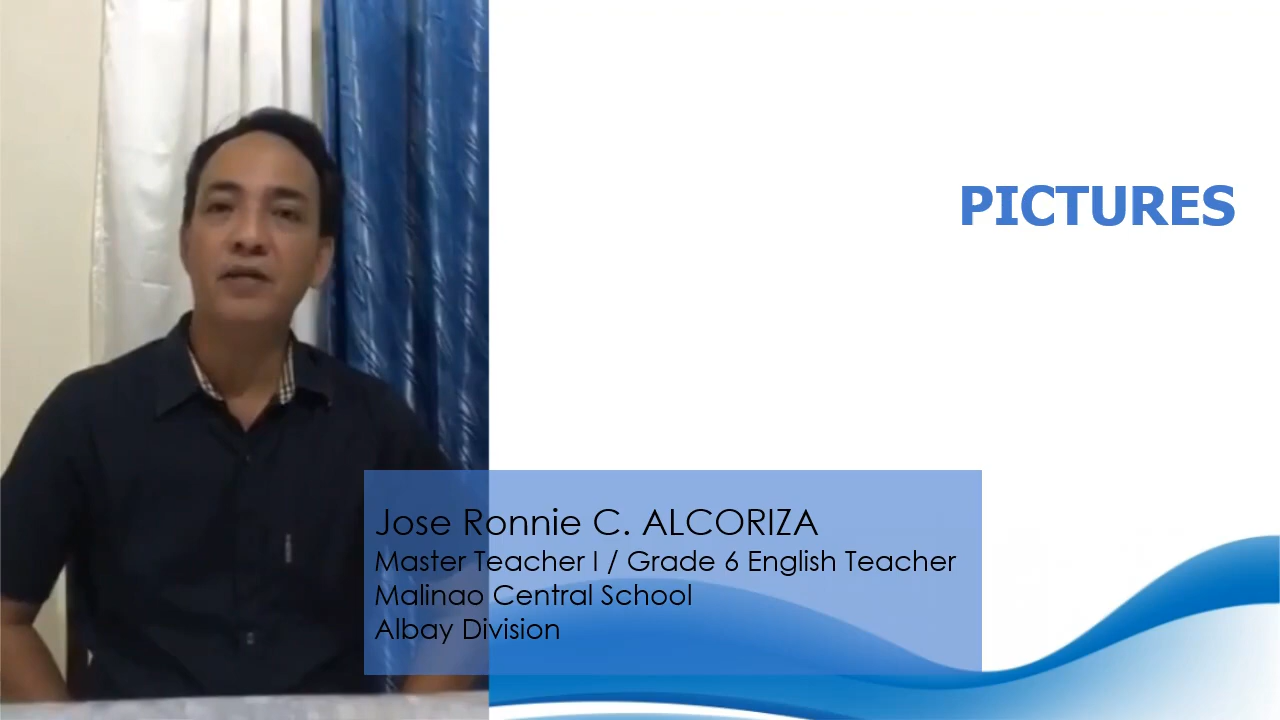 PICTURES
Jose Ronnie C. ALCORIZA
Master Teacher I / Grade 6 English Teacher
Malinao Central School
Albay Division